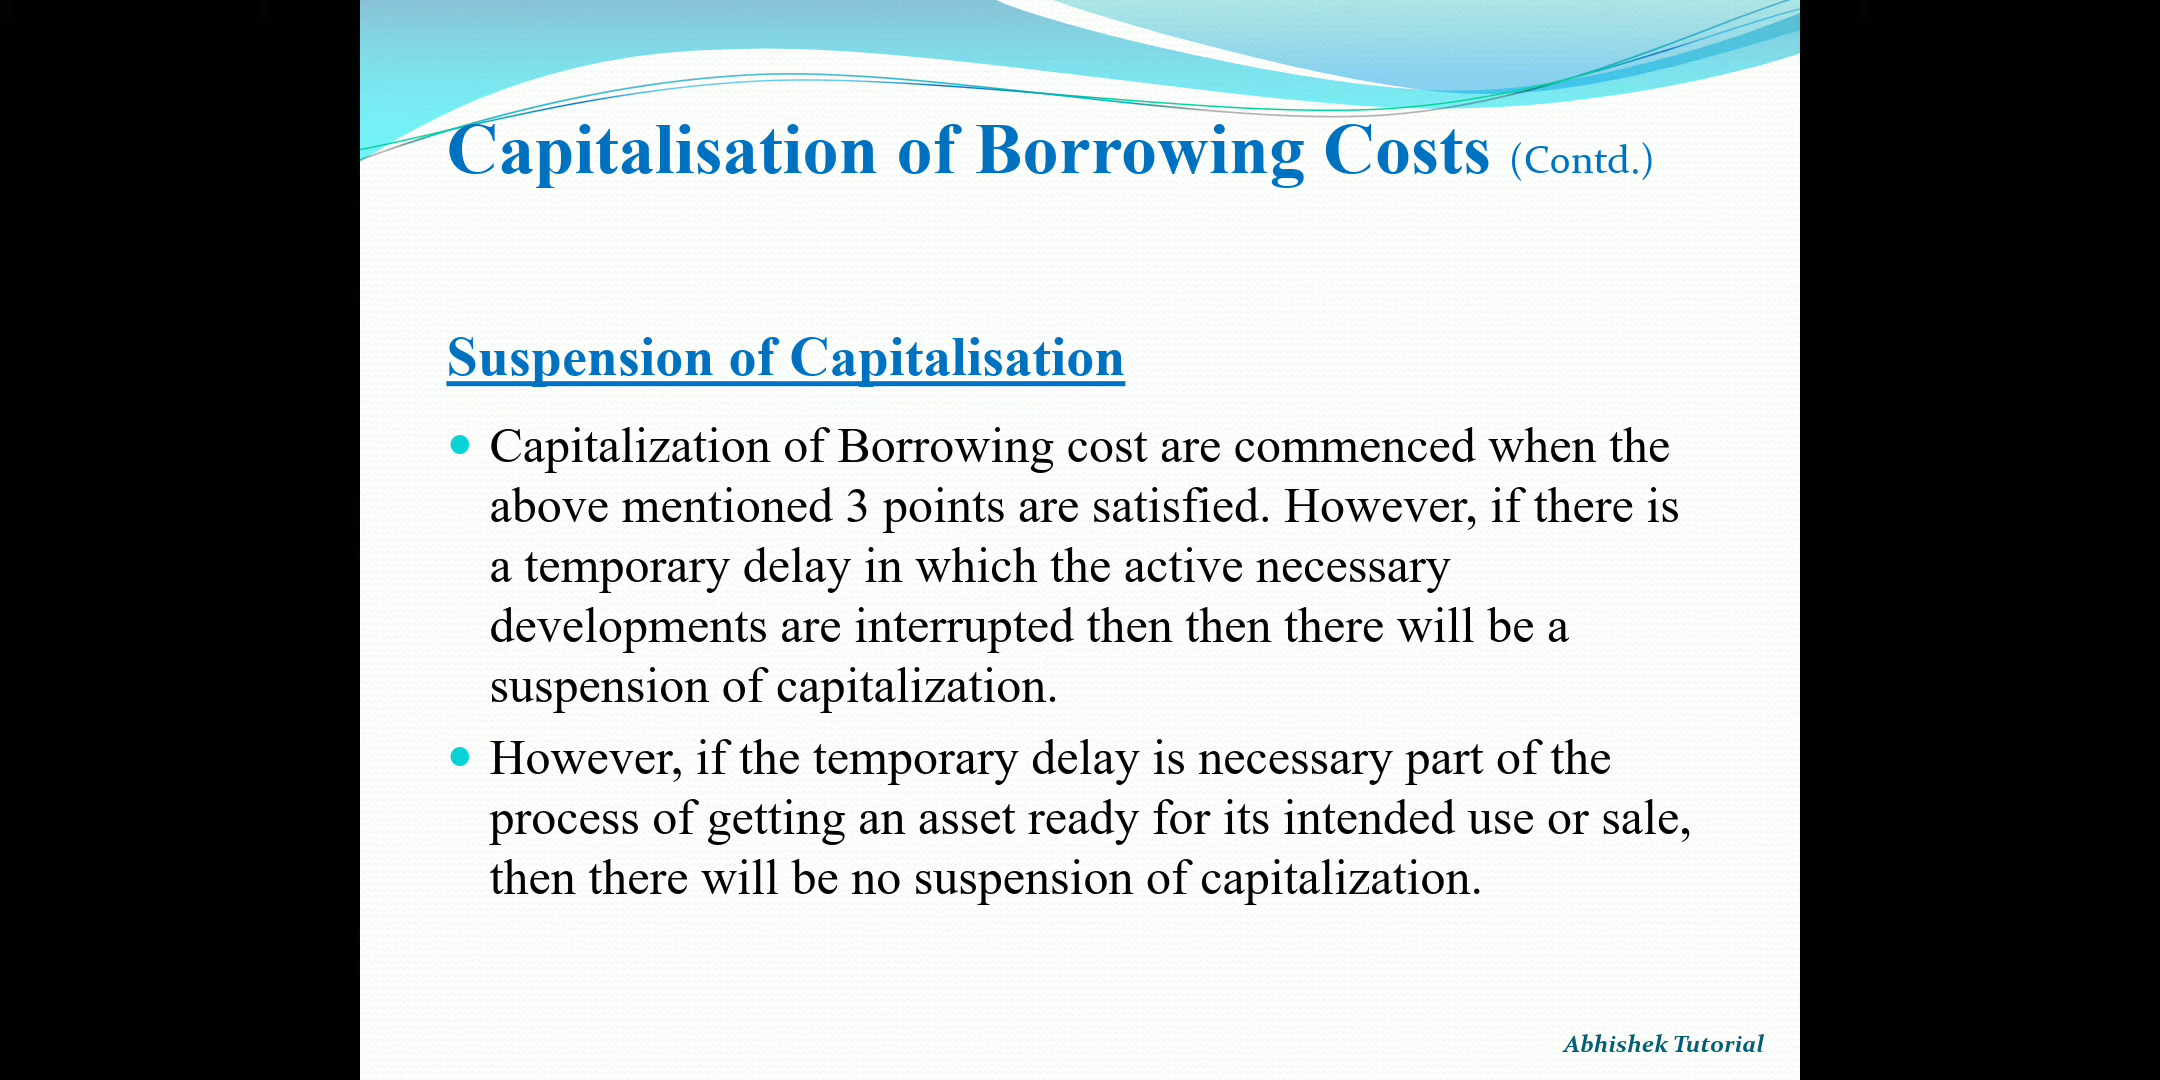 Capitalisation of Borrowing Costs (Contd.)
Suspension of Capitalisation
Capitalization of Borrowing cost are commenced when the
above mentioned 3 points are satisfied. However, if there is
a temporary delay in which the active necessary
developments are interrupted then then there will be a
suspension of capitalization.
However, if the temporary delay is necessary part of the
process of getting an asset ready for its intended use or sale,
then there will be no suspension of capitalization.
Abhishek Tutorial